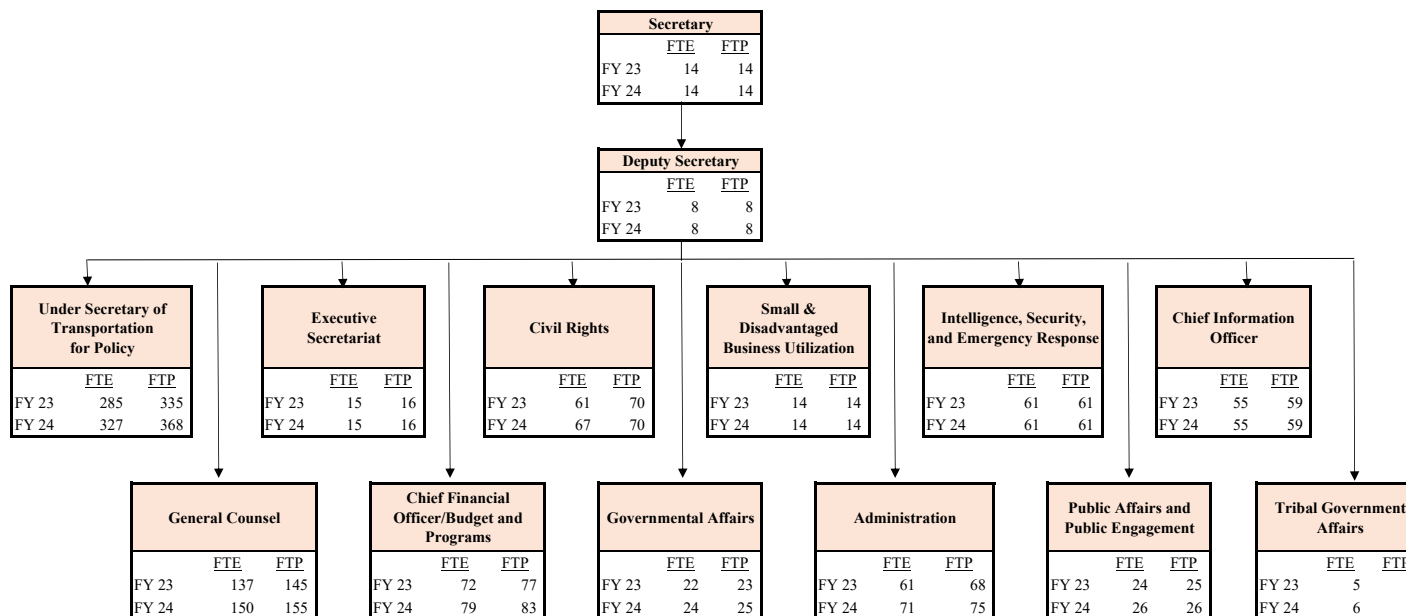 Secretary
FTE FTP
FY 23 14 14
FY 24 14 14
Deputy Secretary
FTE FTP
FY 23 8 8
FY 24 8 8
Under Secretary of
Transportation
for Policy
FTE FTP
FY 23 285 335
FY 24 327 368
Executive
Secretariat
FTE FTP
FY 23 15 16
FY 24 15 16
Civil Rights
FTE FTP
FY 23 61 70
FY 24 67 70
Small &
Disadvantaged
Business Utilization
FTE FTP
FY 23 14 14
FY 24 14 14
Intelligence, Security,
and Emergency Response
FTE FTP
FY 23 61 61
FY 24 61 61
Chief Information
Officer
FTE FTP
FY 23 55 59
FY 24 55 59
General Counsel
FTE FTP
FY 23 137 145
FY 24 150 155
Chief Financial
Officer/Budget and
Programs
FTE FTP
FY 23 72 77
FY 24 79 83
Governmental Affairs
FTE FTP
FY 23 22 23
FY 24 24 25
Administration
FTE FTP
FY 23 61 68
FY 24 71 75
Public Affairs and
Public Engagement
FTE FTP
FY 23 24 25
FY 24 26 26
Tribal Government
Affairs
FTE
FY 23 5
FY 24 6